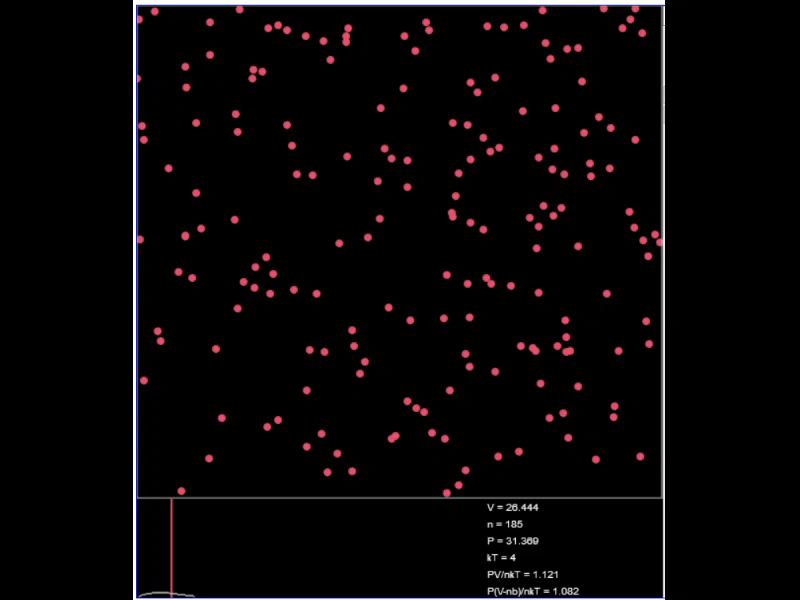 V = 26.444
n = 185
P = 31.369
kT = 4
PV/nkT = 1.121
P(V-nb)/nkT = 1.082